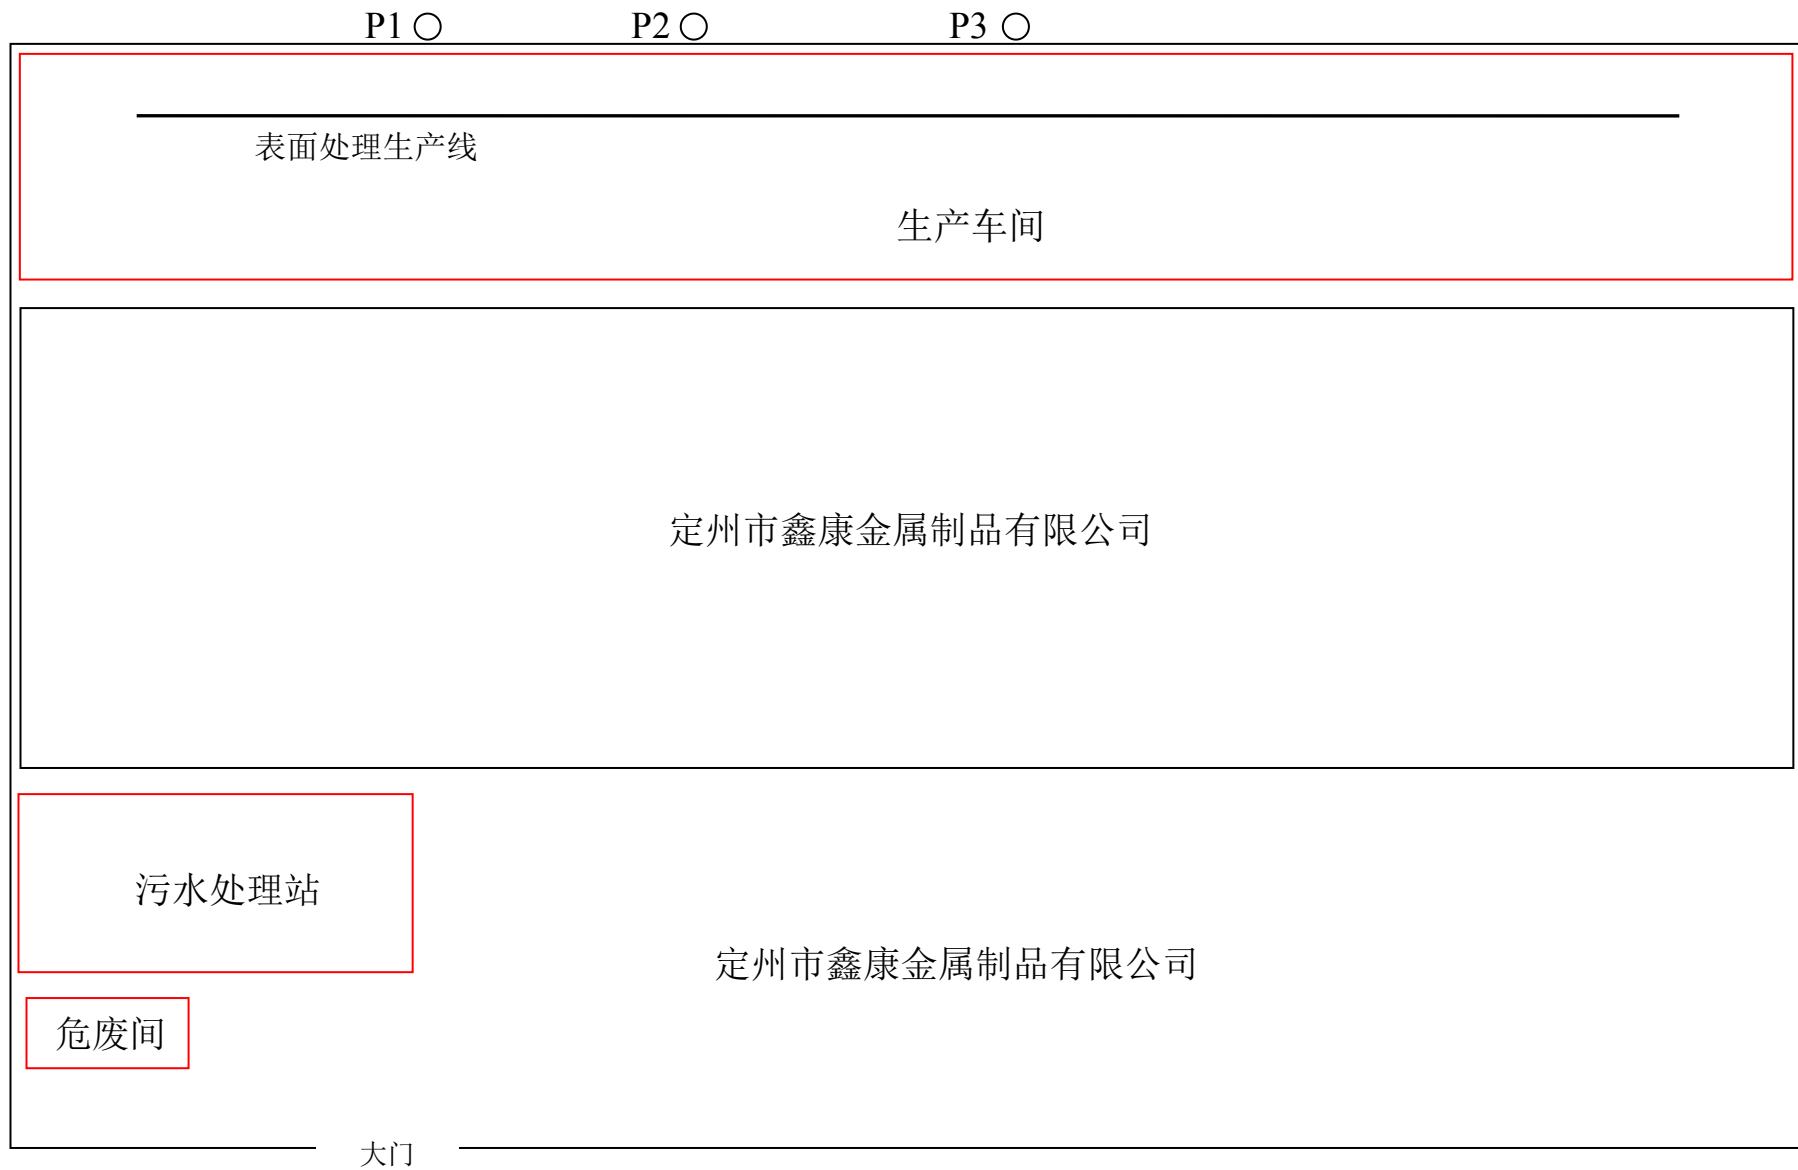 P1 P2 P3
表面处理生产线
生产车间
定州市鑫康金属制品有限公司
污水处理站
定州市鑫康金属制品有限公司
危废间
大门